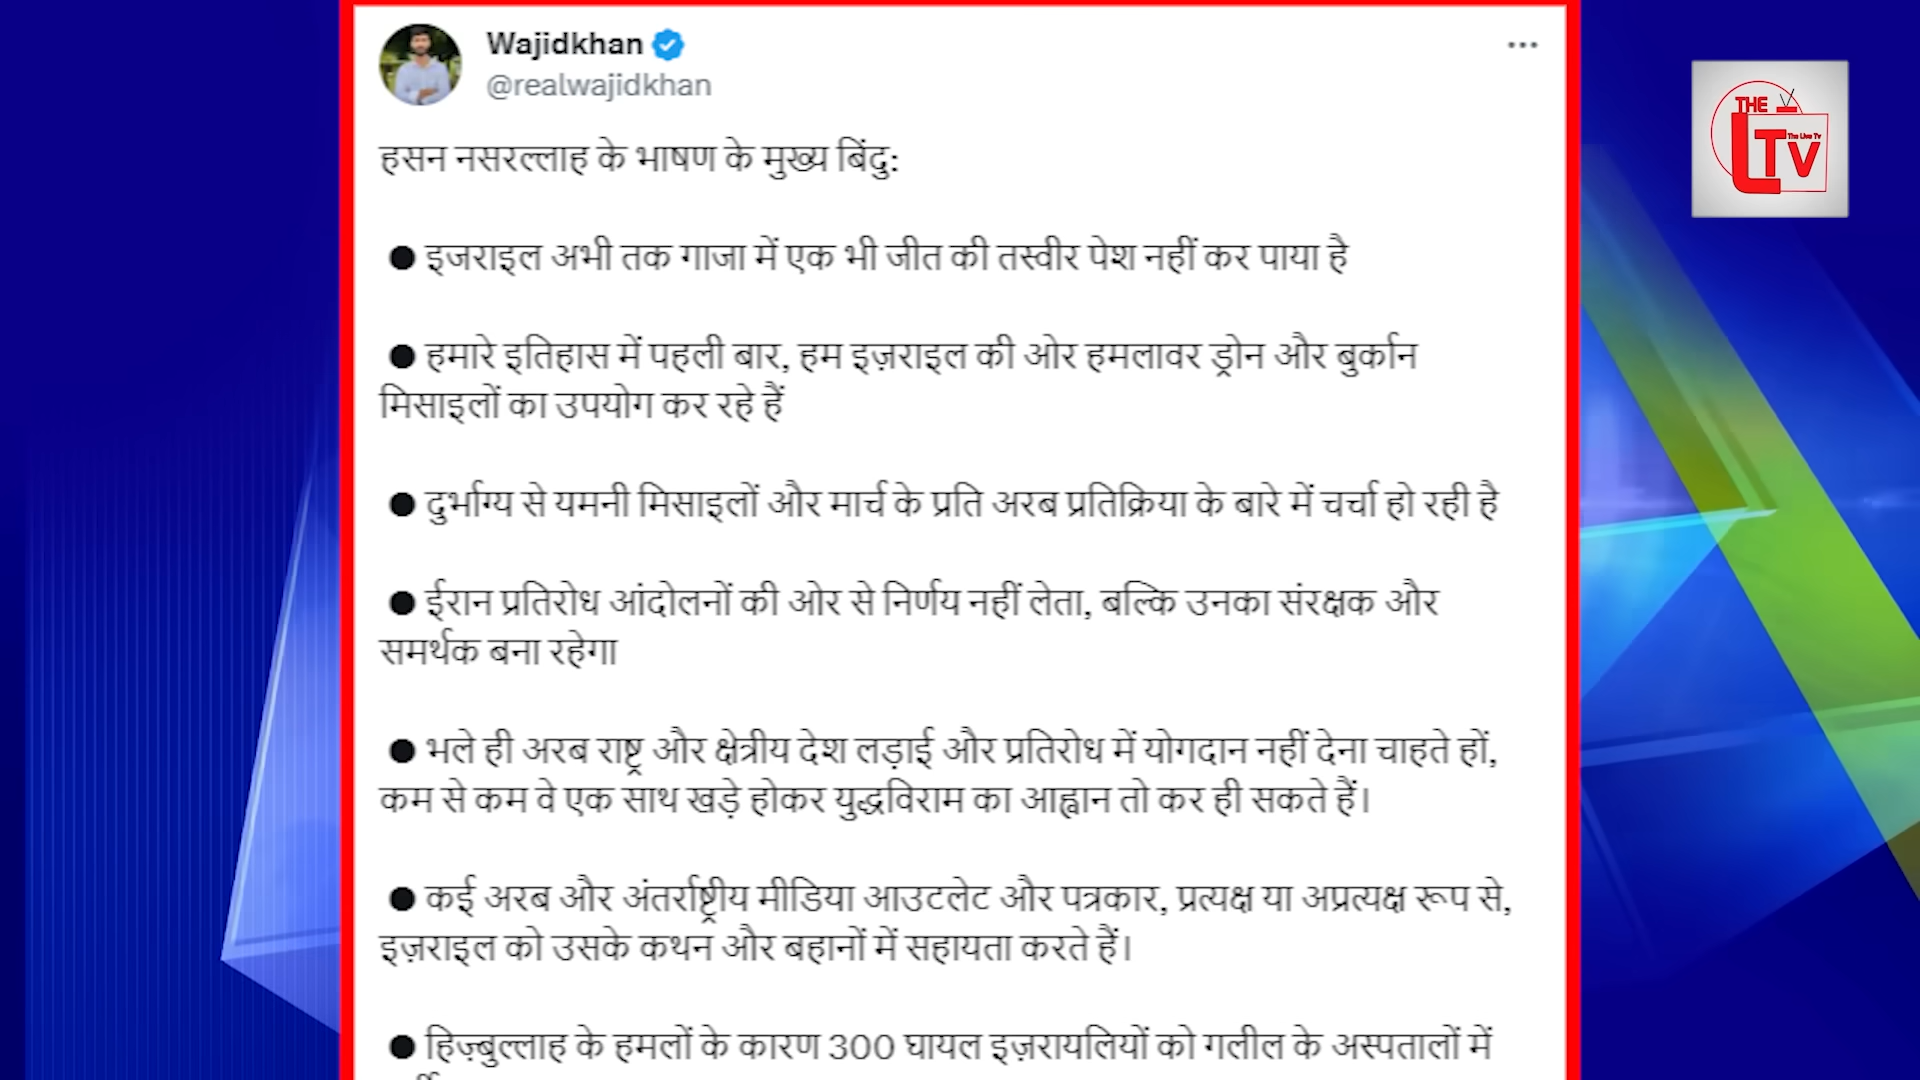 Wajidkhan
@realwajidkhan
THE
The Live Tv
LTV
हसन नसरल्लाह के भाषण के मुख्य बिंदु:
● इजराइल अभी तक गाजा में एक भी जीत की तस्वीर पेश नहीं कर पाया है
● हमारे इतिहास में पहली बार, हम इज़राइल की ओर हमलावर ड्रोन और बुर्कान
मिसाइलों का उपयोग कर रहे हैं
● दुर्भाग्य से यमनी मिसाइलों और मार्च के प्रति अरब प्रतिक्रिया के बारे में चर्चा हो रही है
● ईरान प्रतिरोध आंदोलनों की ओर से निर्णय नहीं लेता, बल्कि उनका संरक्षक और
समर्थक बना रहेगा
● भले ही अरब राष्ट्र और क्षेत्रीय देश लड़ाई और प्रतिरोध में योगदान नहीं देना चाहते हों,
कम से कम वे एक साथ खड़े होकर युद्धविराम का आह्वान तो कर ही सकते हैं।
● कई अरब और अंतर्राष्ट्रीय मीडिया आउटलेट और पत्रकार, प्रत्यक्ष या अप्रत्यक्ष रूप से,
इज़राइल को उसके कथन और बहानों में सहायता करते हैं।
● हिज़्बुल्लाह के हमलों के कारण 300 घायल इज़रायलियों को गलील के अस्पतालों में